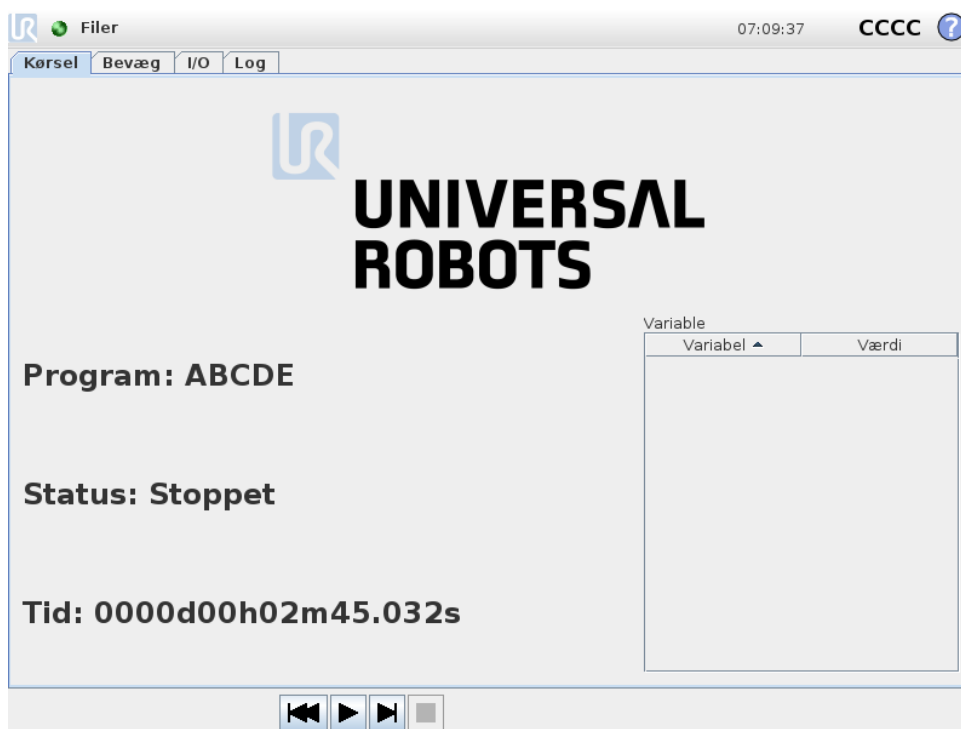 Filer
07:09:37
CCCC
?
Kørsel
Bevæg
I/O
Log
UNIVERSAL
ROBOTS
Variable
Variabel
Værdi
Program: ABCDE
Status: Stoppet
Tid: 0000d00h02m45.032s